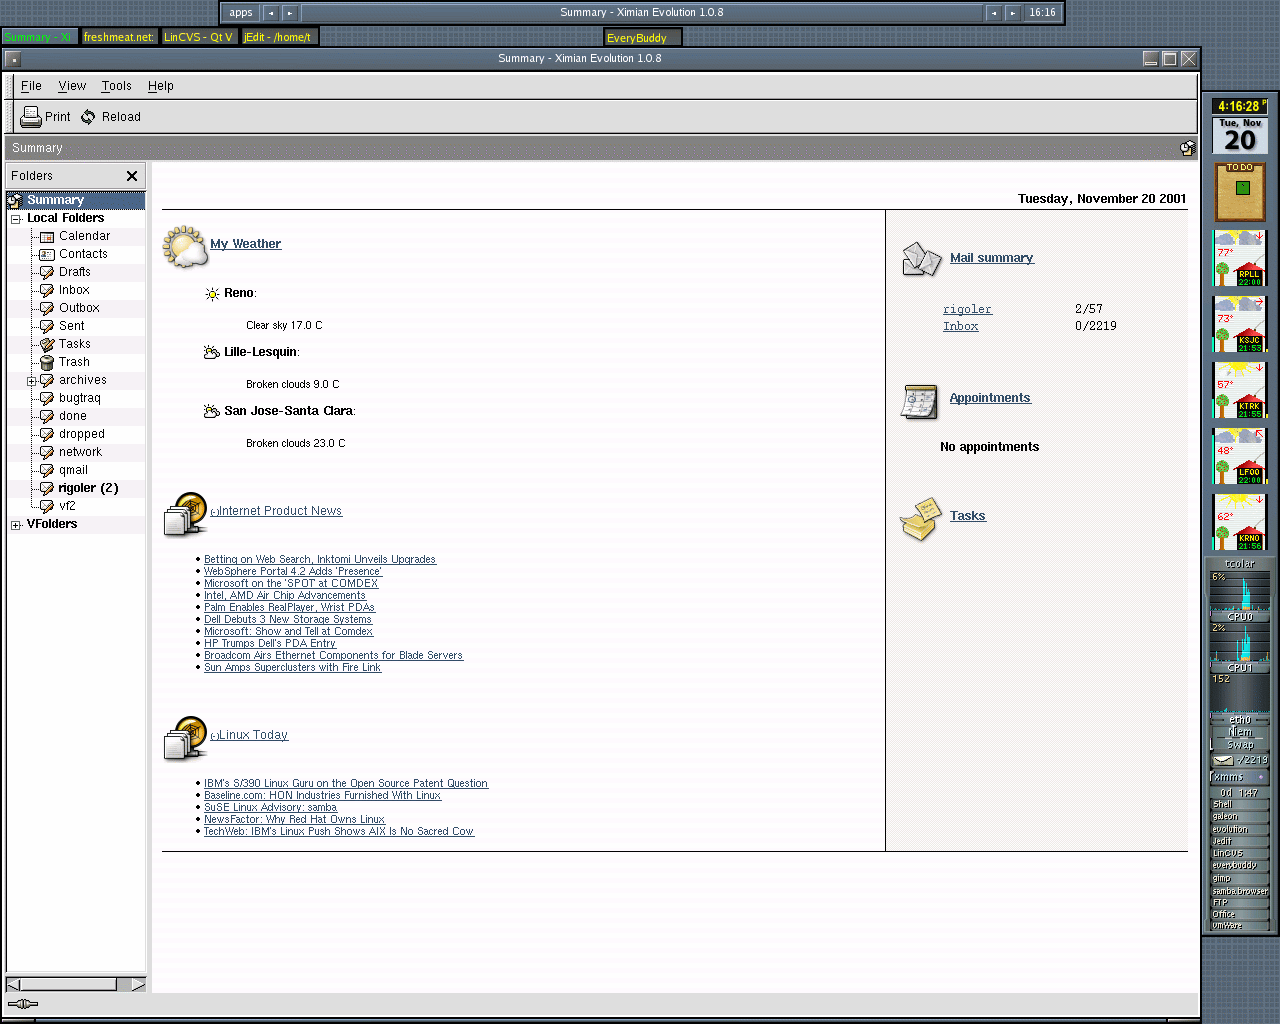 apps
Summary - Ximian Evolution 1.0.8
16:16
Summary - Xi
freshmeat.net:
LinCVS - Qt V
jEdit - /home/t
EveryBuddy
Summary - Ximian Evolution 1.0.8
File View Tools Help
Print Reload
Summary
Folders
Summary
Local Folders
Calendar
Contacts
Drafts
Inbox
Outbox
Sent
Tasks
Trash
archives
bugtraq
done
dropped
network
qmail
rigoler (2)
vf2
VFolders
Tuesday, November 20 2001
My Weather
Reno:
Clear sky 17.0 C
Lille-Lesquin:
Broken clouds 9.0 C
San Jose-Santa Clara:
Broken clouds 23.0 C
(-)Internet Product News
Betting on Web Search, Inktomi Unveils Upgrades
WebSphere Portal 4.2 Adds 'Presence'
Microsoft on the 'SPOT' at COMDEX
Intel, AMD Air Chip Advancements
Palm Enables RealPlayer, Wrist PDAs
Dell Debuts 3 New Storage Systems
Microsoft: Show and Tell at Comdex
HP Trumps Dell's PDA Entry
Broadcom Airs Ethernet Components for Blade Servers
Sun Amps Superclusters with Fire Link
(-)Linux Today
IBM's S/390 Linux Guru on the Open Source Patent Question
Baseline.com: HON Industries Furnished With Linux
SuSE Linux Advisory: samba
NewsFactor: Why Red Hat Owns Linux
TechWeb: IBM's Linux Push Shows AIX Is No Sacred Cow
Mail summary
rigoler 2/57
Inbox 0/2219
Appointments
No appointments
Tasks
4:16:28 P
Tue, Nov
20
TO DO
77°
RPLL
22:00
73°
KSJC
21:53
57°
KTRK
21:55
48°
LFQQ
22:00
62°
KRNO
21:56
tcolar
6%
CPU0
2%
CPU1
152
eth0
Mem
Swap
-/2219
xmms
0d 1:47
Shell
galeon
evolution
Jedit
LinCVS
everybuddy
gimp
samba browser
FTP
Office
vmWare